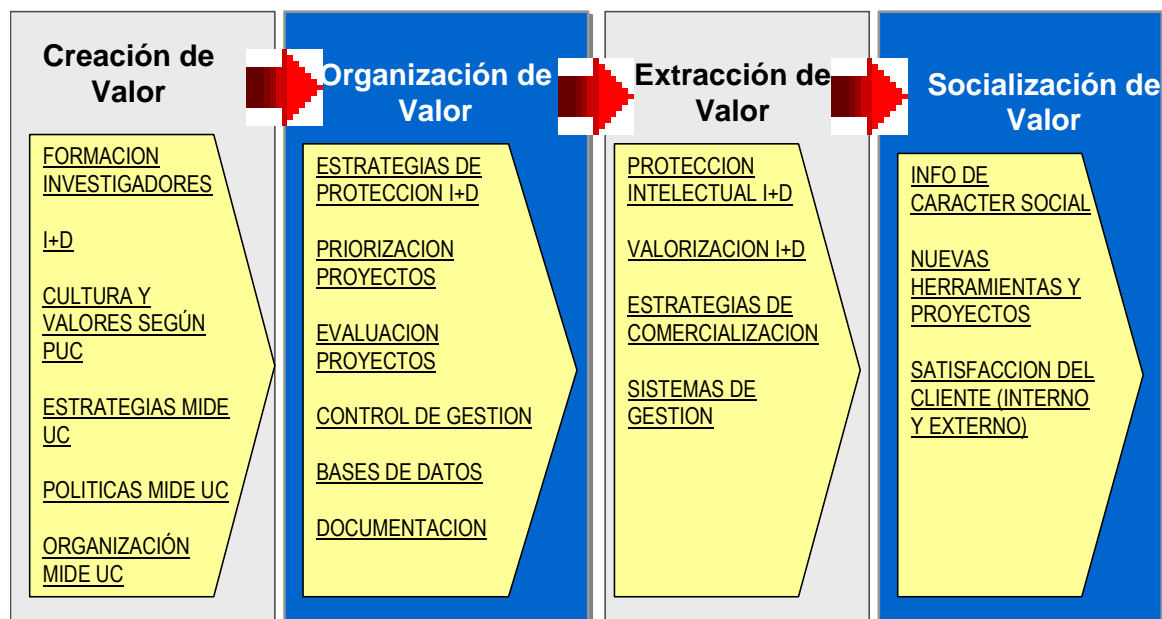 Creación de
Valor
FORMACION
INVESTIGADORES
I+D
CULTURA Y
VALORES SEGÚN
PUC
ESTRATEGIAS MIDE
UC
POLITICAS MIDE UC
ORGANIZACIÓN
MIDE UC
Organización de
Valor
ESTRATEGIAS DE
PROTECCION I+D
PRIORIZACION
PROYECTOS
EVALUACION
PROYECTOS
CONTROL DE GESTION
BASES DE DATOS
DOCUMENTACION
Extracción de
Valor
PROTECCION
INTELECTUAL I+D
VALORIZACION I+D
ESTRATEGIAS DE
COMERCIALIZACION
SISTEMAS DE
GESTION
Socialización de
Valor
INFO DE
CARACTER SOCIAL
NUEVAS
HERRAMIENTAS Y
PROYECTOS
SATISFACCION DEL
CLIENTE (INTERNO
Y EXTERNO)